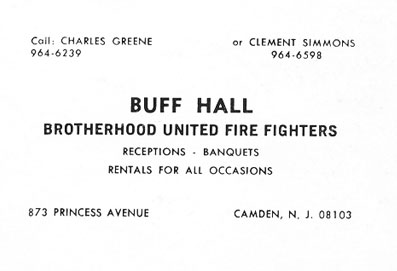 Call: CHARLES GREENE
964-6239
or CLEMENT SIMMONS
964-6598
BUFF HALL
BROTHERHOOD UNITED FIRE FIGHTERS
RECEPTIONS - BANQUETS
RENTALS FOR ALL OCCASIONS
873 PRINCESS AVENUE
CAMDEN, N. J. 08103